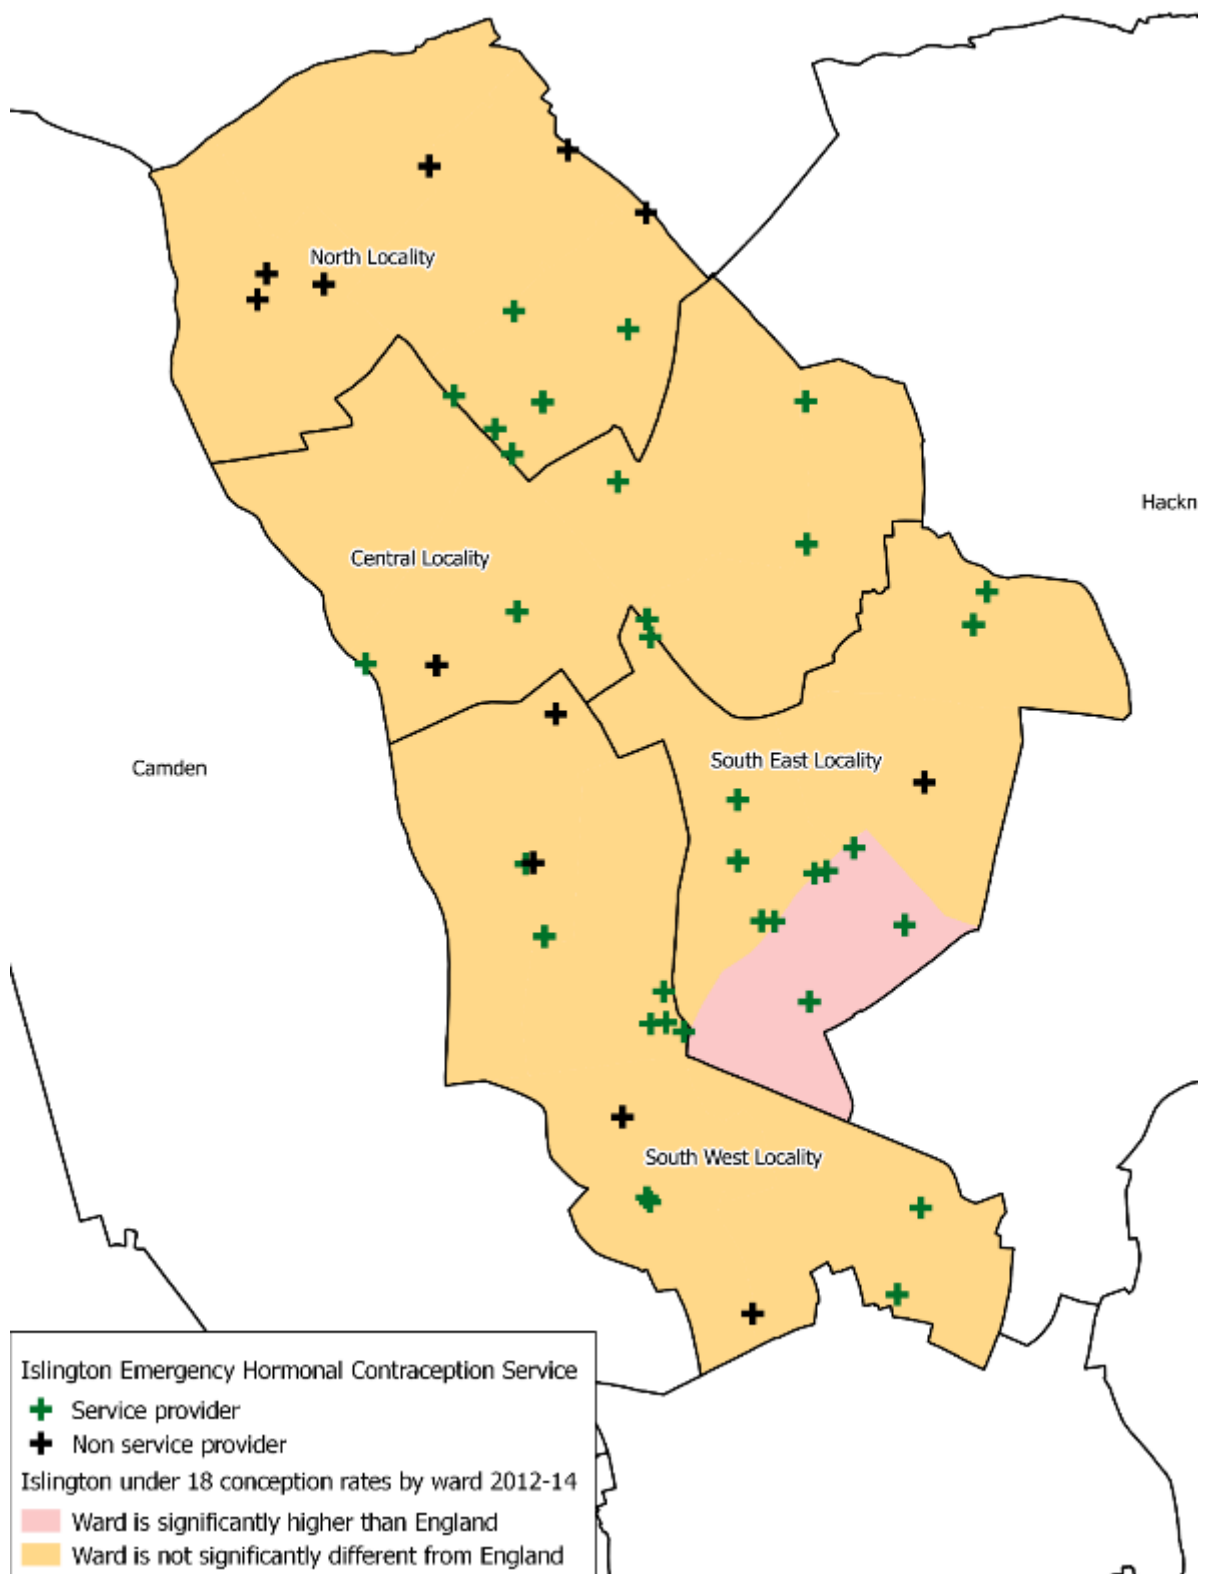 North Locality
Hackn
Central Locality
South East Locality
Camden
South West Locality
Islington Emergency Hormonal Contraception Service
Service provider
Non service provider
Islington under 18 conception rates by ward 2012-14
Ward is significantly higher than England
Ward is not significantly different from England